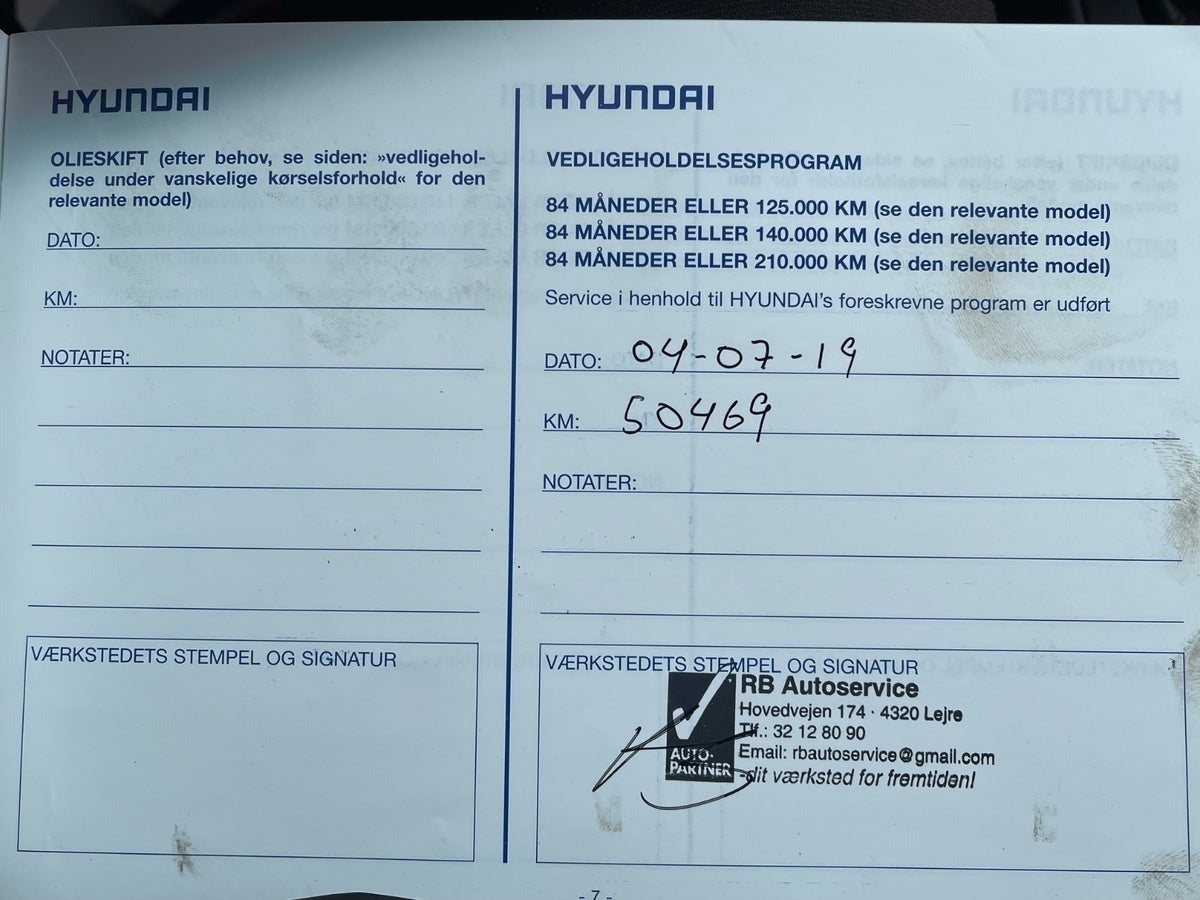 HYUNDAI
OLIESKIFT (efter behov, se siden: »vedligehol-
delse under vanskelige kørselsforhold« for den
relevante model)
DATO:
KM:
NOTATER:
VÆRKSTEDETS STEMPEL OG SIGNATUR
HYUNDAI
VEDLIGEHOLDELSESPROGRAM
84 MÅNEDER ELLER 125.000 KM (se den relevante model)
84 MÅNEDER ELLER 140.000 KM (se den relevante model)
84 MÅNEDER ELLER 210.000 KM (se den relevante model)
Service i henhold til HYUNDAI's foreskrevne program er udført
DATO: 04-07-19
KM: 50469
NOTATER:
VÆRKSTEDETS STEMPEL OG SIGNATUR
AUTO-
PARTNER
RB Autoservice
Hovedvejen 174 · 4320 Lejre
Tlf.: 32 12 80 90
Email: rbautoservice@gmail.com
-dit værksted for fremtiden!
- 7 -